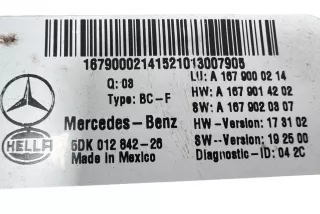 16790002141521013007905
Q: 03
LU: A 167 900 02 14
Type: BC-F
HW: A 167 901 42 02
SW: A 167 902 03 07
Mercedes-Benz
HW-Version: 17 31 02
5DK 012 842-26
SW--Version: 19 25 00
Made in Mexico
Diagnostic-ID: 04 2C
HELLA